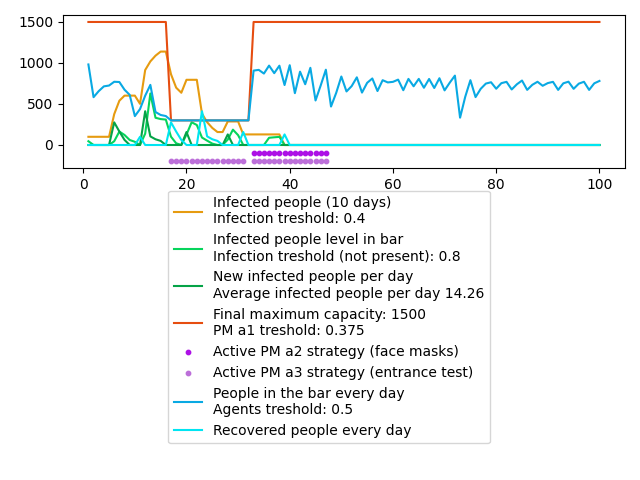 1500
1000
500
0
0
20
40
60
80
100
Infected people (10 days)
Infection treshold: 0.4
Infected people level in bar
Infection treshold (not present): 0.8
New infected people per day
Average infected people per day 14.26
Final maximum capacity: 1500
PM a1 treshold: 0.375
Active PM a2 strategy (face masks)
Active PM a3 strategy (entrance test)
People in the bar every day
Agents treshold: 0.5
Recovered people every day